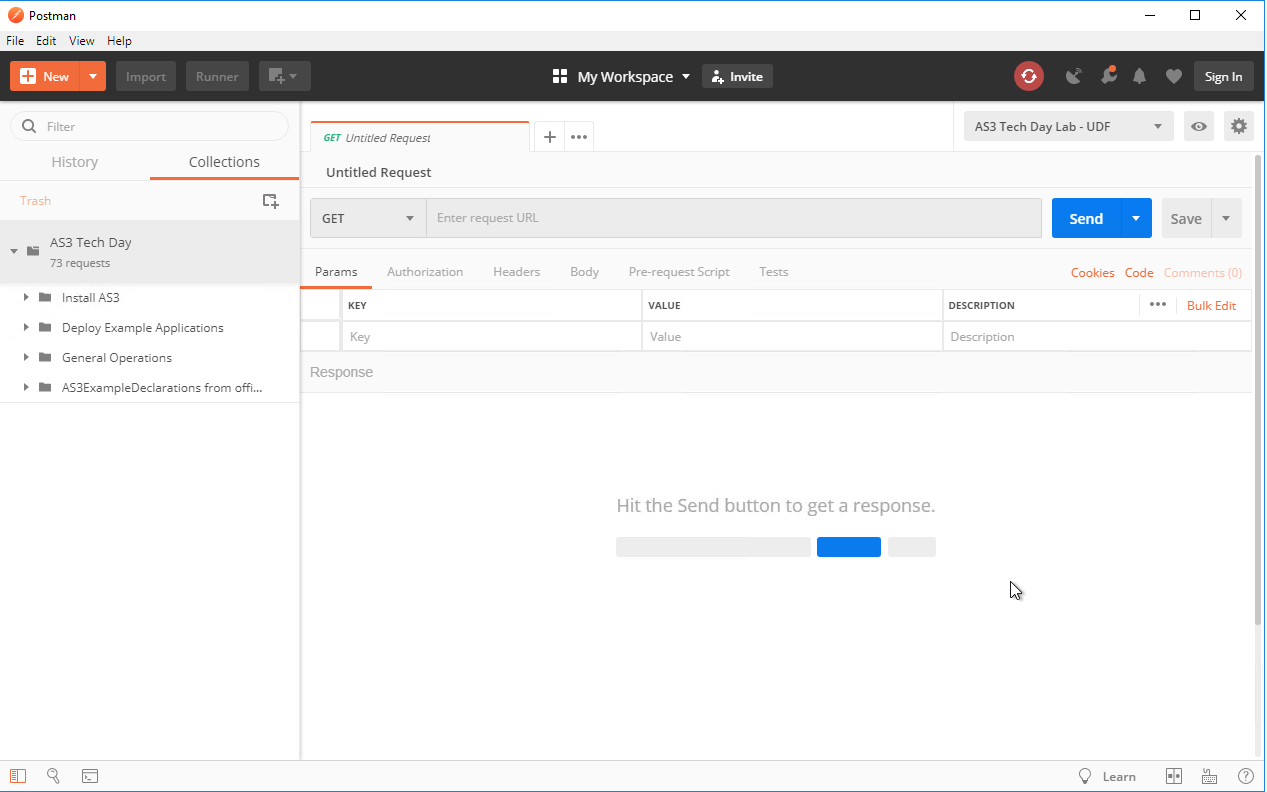 Postman
File Edit View Help
New Import Runner My Workspace Invite Sign In
Filter
History Collections
Trash
AS3 Tech Day
73 requests
Install AS3
Deploy Example Applications
General Operations
AS3ExampleDeclarations from offi...
GET Untitled Request
AS3 Tech Day Lab - UDF
Untitled Request
GET Enter request URL Send Save
Params Authorization Headers Body Pre-request Script Tests Cookies Code Comments (0)
KEY VALUE DESCRIPTION Bulk Edit
Key Value Description
Response
Hit the Send button to get a response.
Learn